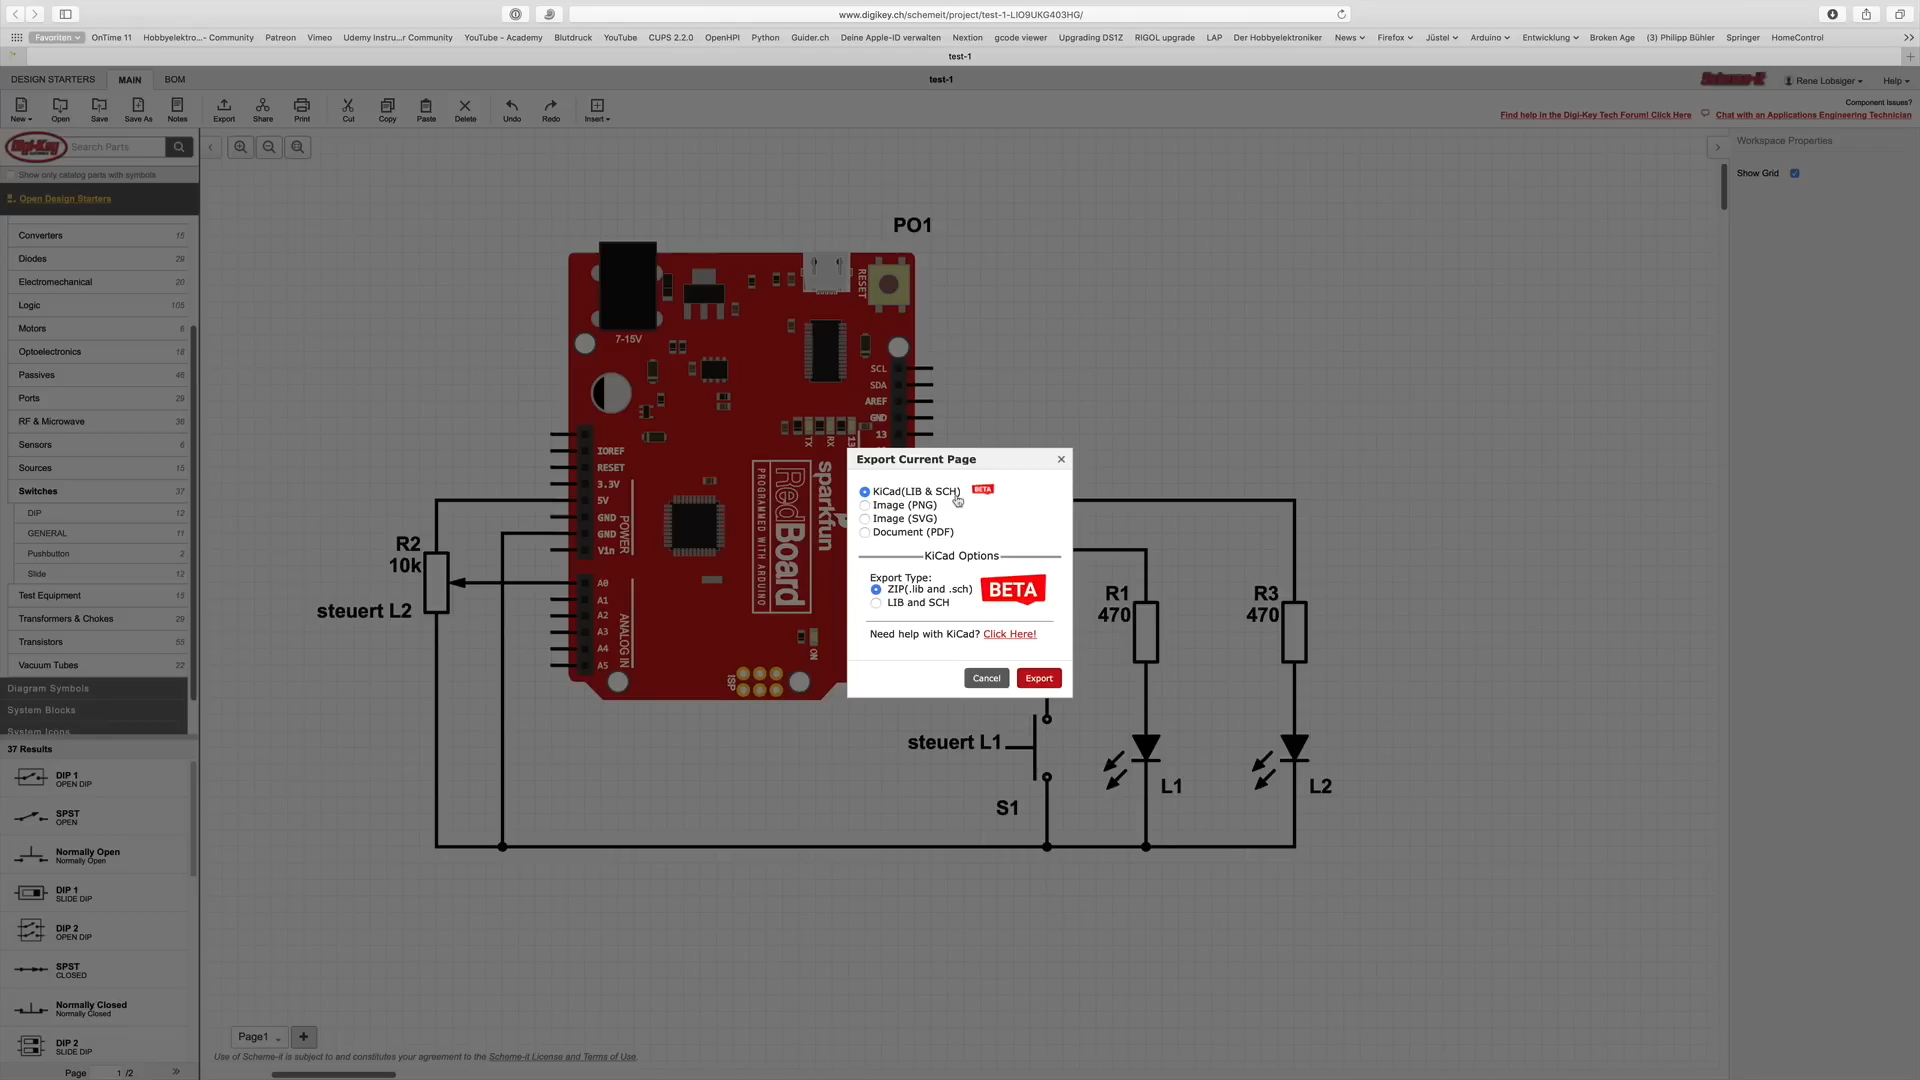 www.digikey.ch/schemeit/project/test-1-LIO9UKG403HG/
Favoriten
OnTime 11
Hobbyelektro...- Community
Patreon
Vimeo
Udemy Instru...r Community
YouTube - Academy
Blutdruck
YouTube
CUPS 2.2.0
OpenHPI
Python
Guider.ch
Deine Apple-ID verwalten
Nextion
gcode viewer
Upgrading DS1Z
RIGOL upgrade
LAP
Der Hobbyelektroniker
News
Firefox
Jüstel
Arduino
Entwicklung
Broken Age
(3) Philipp Bühler
Springer
HomeControl
test-1
DESIGN STARTERS
MAIN
BOM
test-1
Scheme-it
Rene Lobsiger
Help
New
Open
Save
Save As
Notes
Export
Share
Print
Cut
Copy
Paste
Delete
Undo
Redo
Insert
Component Issues?
Find help in the Digi-Key Tech Forum! Click Here
Chat with an Applications Engineering Technician
Digi-Key
Search Parts
Workspace Properties
Show only catalog parts with symbols
Show Grid
Open Design Starters
Converters 15
Diodes 29
Electromechanical 20
Logic 105
Motors 6
Optoelectronics 18
Passives 46
Ports 29
RF & Microwave 36
Sensors 6
Sources 15
Switches 37
DIP 12
GENERAL 11
Pushbutton 2
Slide 12
Test Equipment 15
Transformers & Chokes 29
Transistors 55
Vacuum Tubes 22
Diagram Symbols
System Blocks
System Icons
37 Results
DIP 1
OPEN DIP
SPST
OPEN
Normally Open
Normally Open
DIP 1
SLIDE DIP
DIP 2
OPEN DIP
SPST
CLOSED
Normally Closed
Normally Closed
DIP 2
SLIDE DIP
Page 1 /2
PO1
RESET
7-15V
SCL
SDA
AREF
GND
13
TX
RX
13
IOREF
RESET
3.3V
5V
GND
GND
Vin
POWER
A0
A1
A2
A3
A4
A5
ANALOG IN
RedBoard
PROGRAMMED WITH ARDUINO
sparkfun
ISP
ON
R2
10k
steuert L2
R1
470
R3
470
steuert L1
S1
L1
L2
Export Current Page
KiCad(LIB & SCH)
BETA
Image (PNG)
Image (SVG)
Document (PDF)
KiCad Options
Export Type:
ZIP(.lib and .sch)
BETA
LIB and SCH
Need help with KiCad? Click Here!
Cancel
Export
Page1
Use of Scheme-it is subject to and constitutes your agreement to the Scheme-it License and Terms of Use.